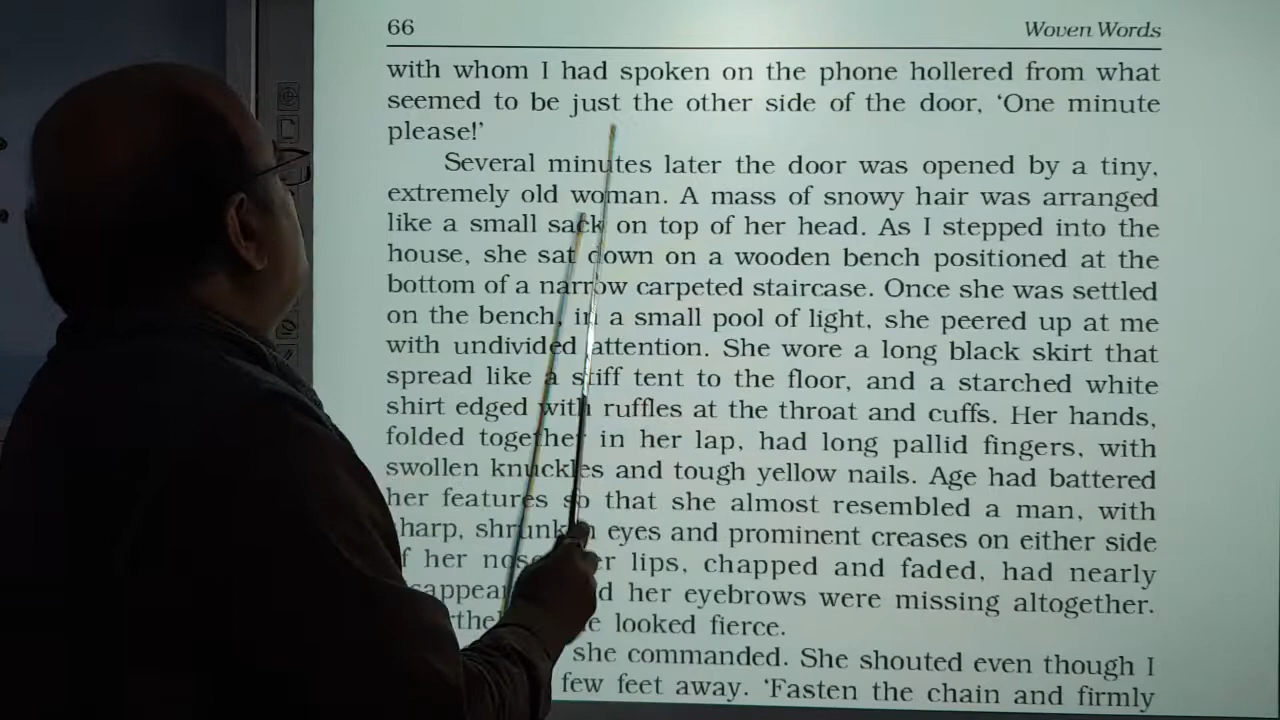 66 Woven Words
with whom I had spoken on the phone hollered from what
seemed to be just the other side of the door, ‘One minute
please!’
Several minutes later the door was opened by a tiny,
extremely old woman. A mass of snowy hair was arranged
like a small sack on top of her head. As I stepped into the
house, she sat down on a wooden bench positioned at the
bottom of a narrow carpeted staircase. Once she was settled
on the bench, in a small pool of light, she peered up at me
with undivided attention. She wore a long black skirt that
spread like a stiff tent to the floor, and a starched white
shirt edged with ruffles at the throat and cuffs. Her hands,
folded together in her lap, had long pallid fingers, with
swollen knuckles and tough yellow nails. Age had battered
her features so that she almost resembled a man, with
harp, shrunken eyes and prominent creases on either side
f her nose lips, chapped and faded, had nearly
her eyebrows were missing altogether.
looked fierce.
she commanded. She shouted even though I
few feet away. ‘Fasten the chain and firmly